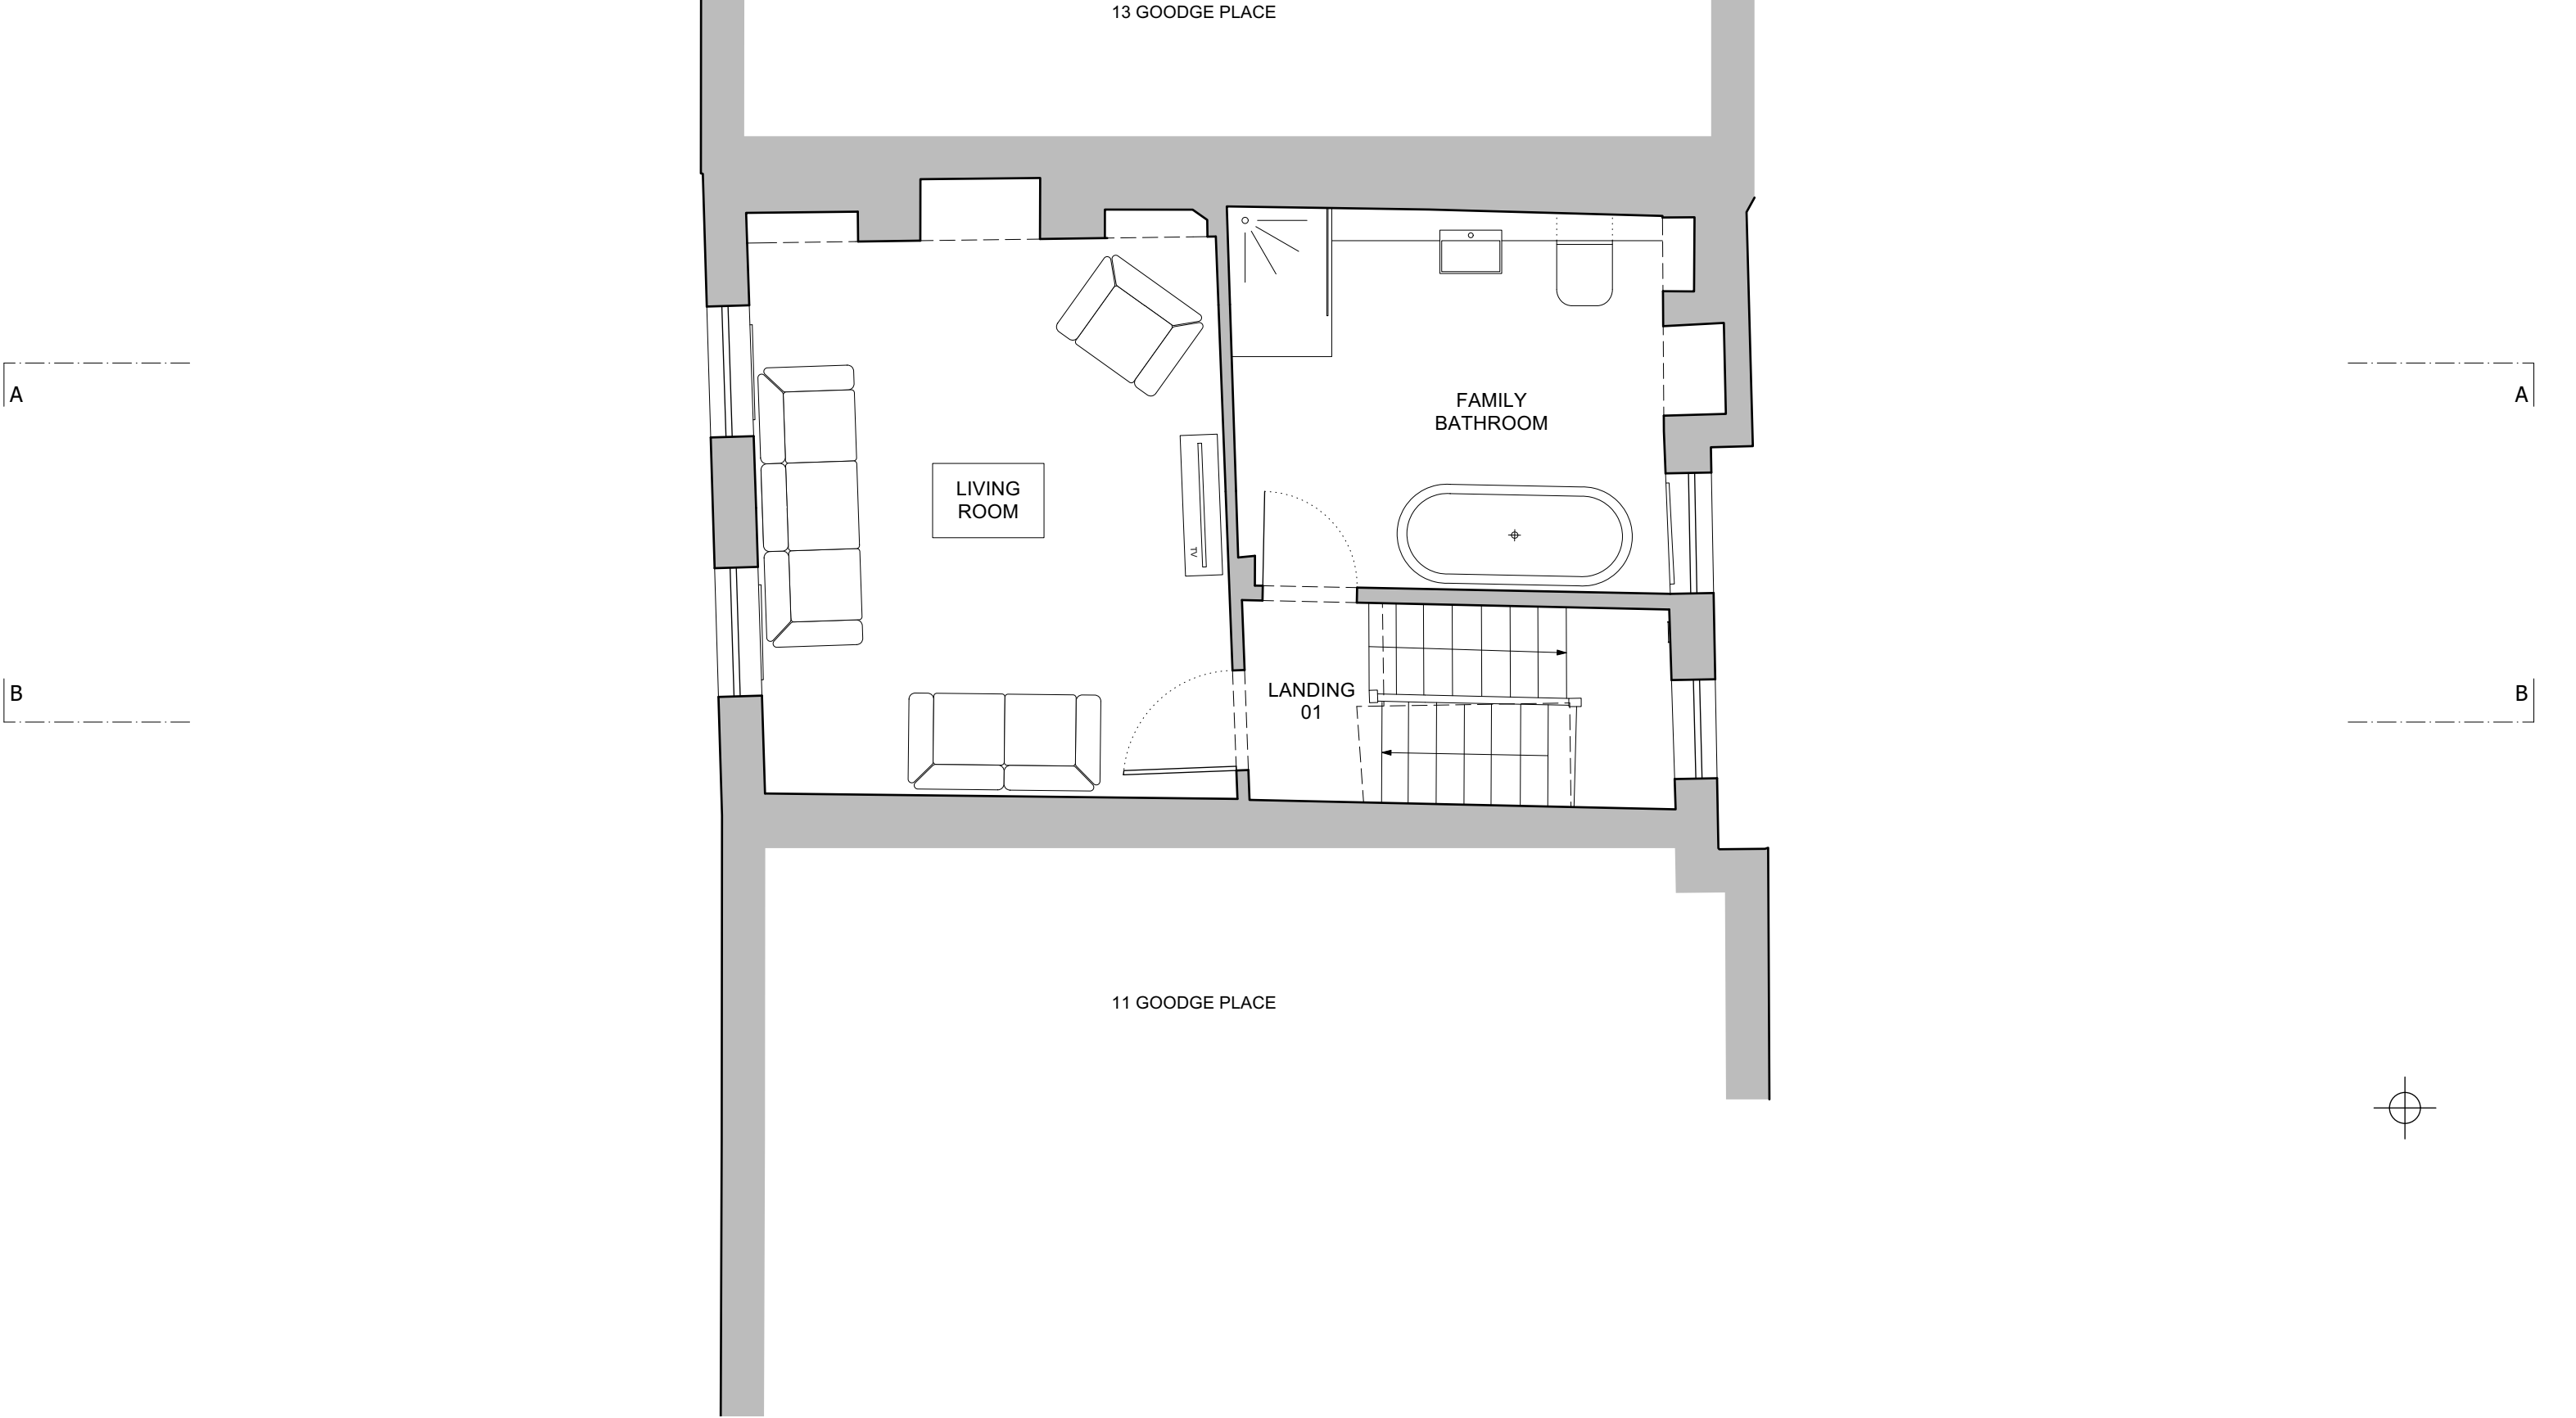 13 GOODGE PLACE
A
A
FAMILY
BATHROOM
LIVING
ROOM
TV
B
LANDING
01
B
11 GOODGE PLACE